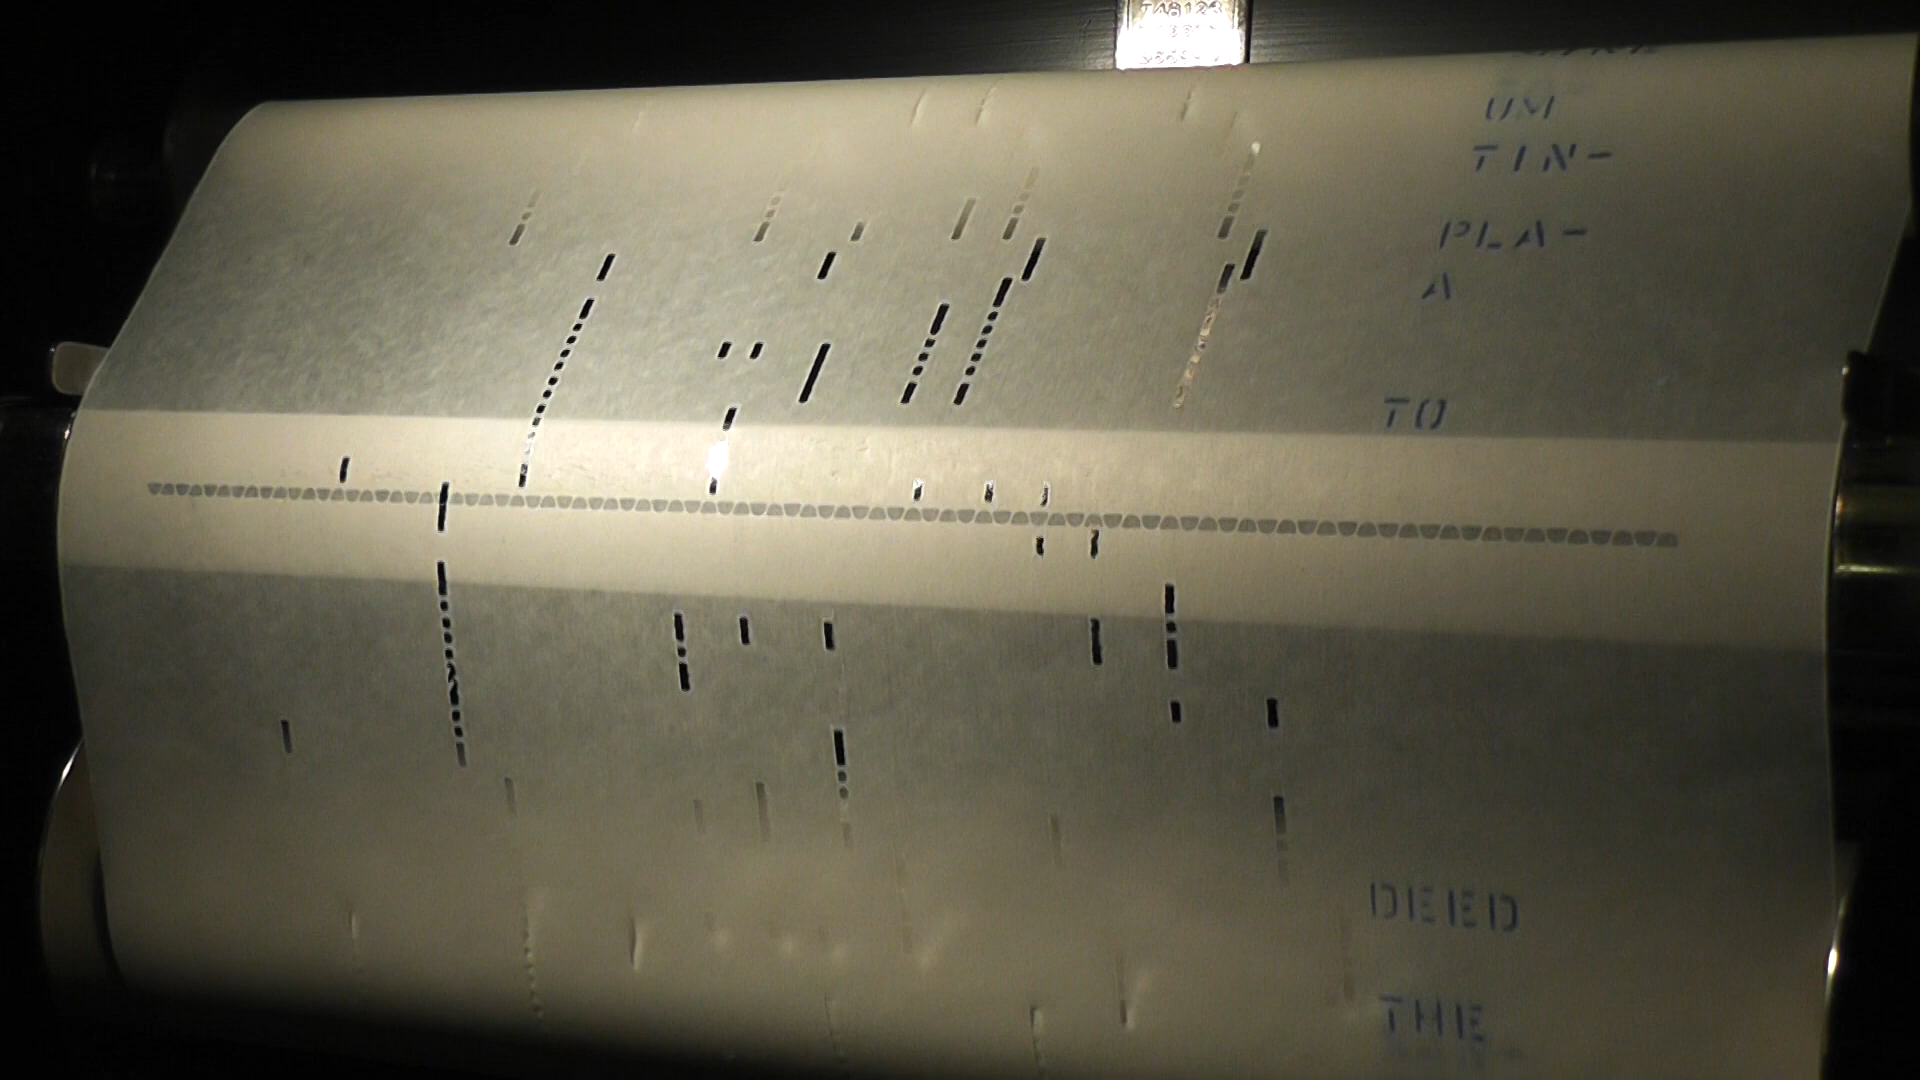 UM
TIN-
PLA-
A
TO
DEED
THE